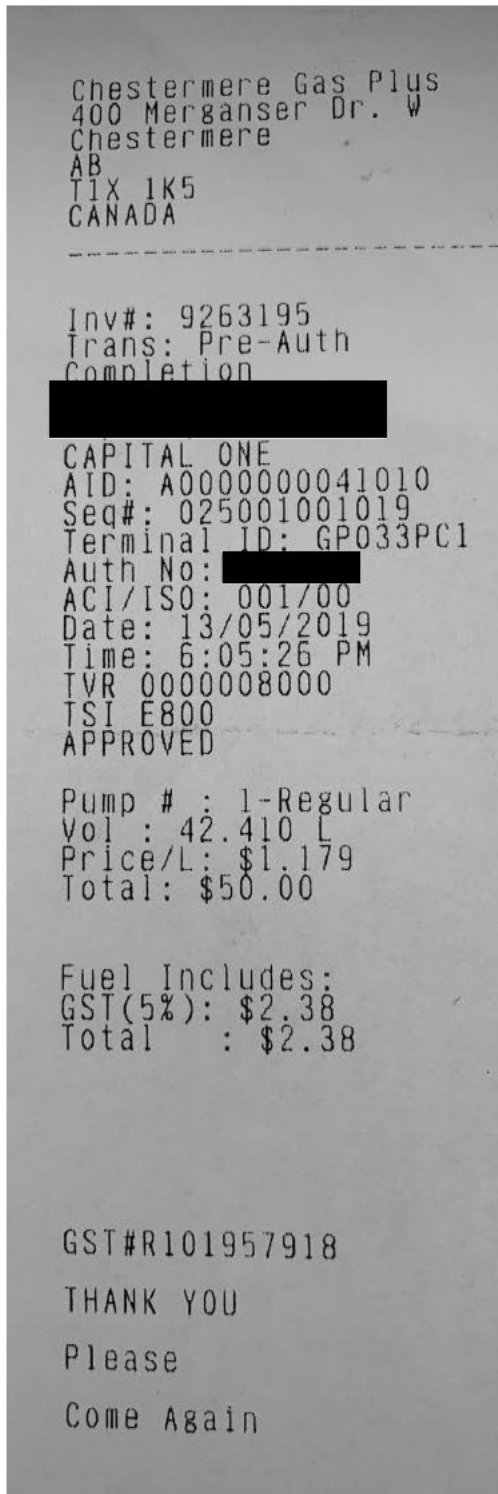 Chestermere Gas Plus
400 Merganser Dr. W
Chestermere
AB
T1X 1K5
CANADA
Inv#: 9263195
Trans: Pre-Auth
Completion
CAPITAL ONE
AID: A0000000041010
Seq#: 025001001019
Terminal ID: GP033PC1
Auth No:
ACI/ISO: 001/00
Date: 13/05/2019
Time: 6:05:26 PM
TVR 0000008000
TSI E800
APPROVED
Pump # : 1-Regular
Vol : 42.410 L
Price/L: $1.179
Total: $50.00
Fuel Includes:
GST(5%): $2.38
Total : $2.38
GST#R101957918
THANK YOU
Please
Come Again